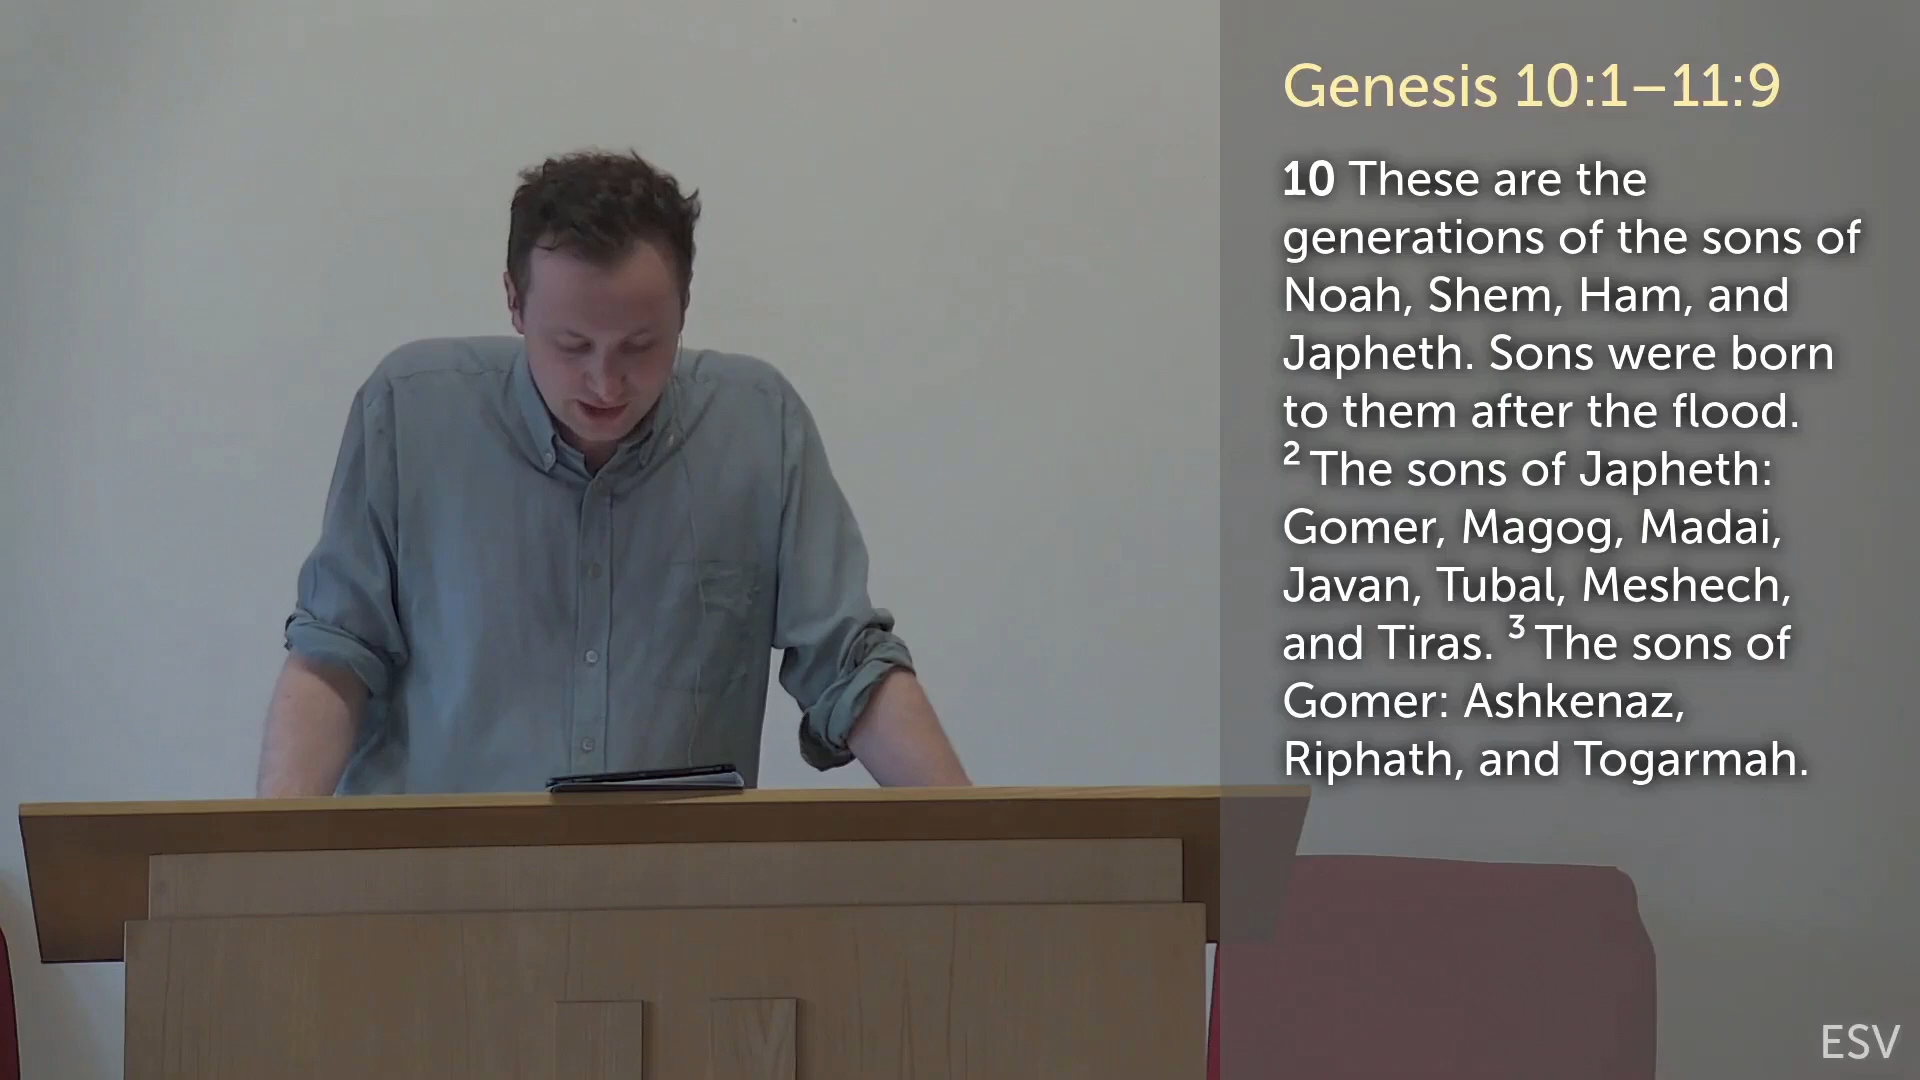 Genesis 10:1–11:9
10 These are the
generations of the sons of
Noah, Shem, Ham, and
Japheth. Sons were born
to them after the flood.
2 The sons of Japheth:
Gomer, Magog, Madai,
Javan, Tubal, Meshech,
and Tiras. 3 The sons of
Gomer: Ashkenaz,
Riphath, and Togarmah.
ESV